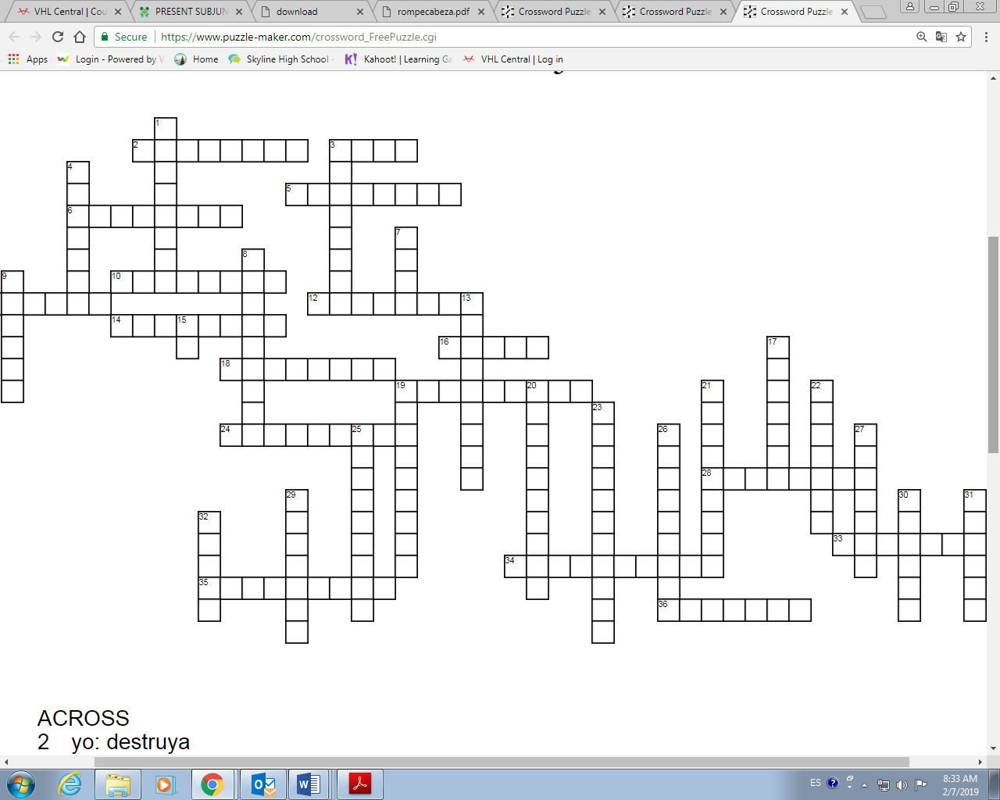 VHL Central | Cou
PRESENT SUBJUN
download
rompecabeza.pdf
Crossword Puzzle
Crossword Puzzle
Crossword Puzzle
Secure https://www.puzzle-maker.com/crossword_FreePuzzle.cgi
Apps Login - Powered by Home Skyline High School - Kahoot! | Learning Ga VHL Central | Log in
1
2 3
4
5
6
7
8
9 10
12 13
14 15
16 17
18
19 20 21 22
23
24 25 26 27
28
29 30 31
32
33
34
35
36
ACROSS
2 yo: destruya
ES 8:33 AM
2/7/2019